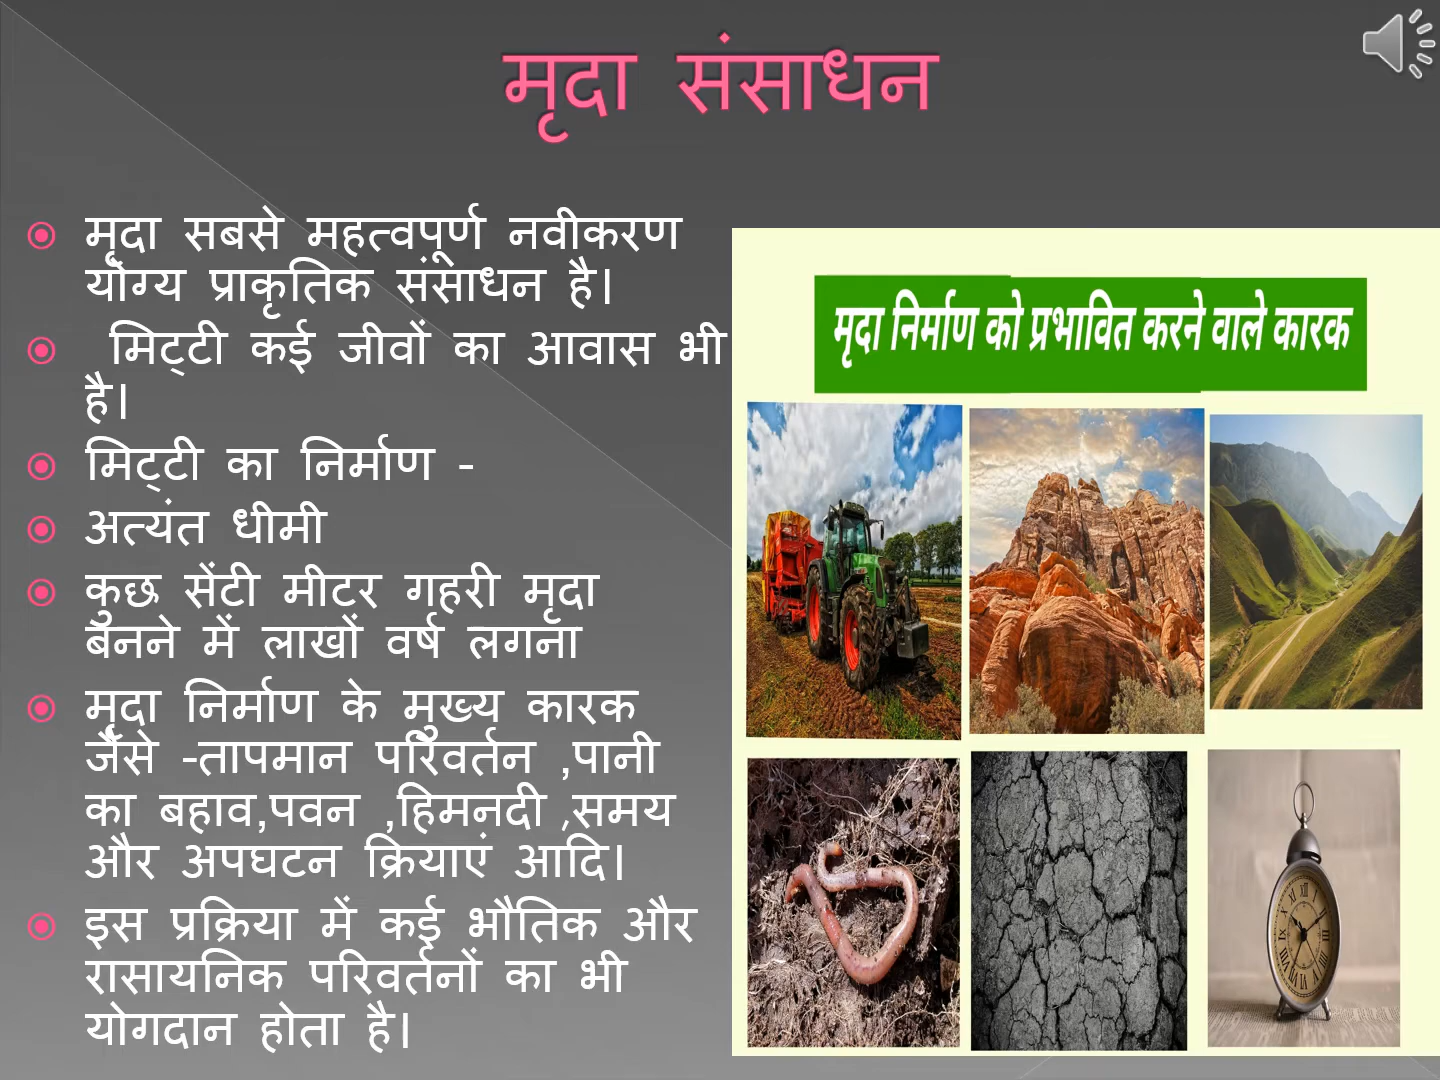 मृदा संसाधन
मृदा सबसे महत्वपूर्ण नवीकरण
योग्य प्राकृतिक संसाधन है।
मिट्टी कई जीवों का आवास भी
है।
मिट्टी का निर्माण -
अत्यंत धीमी
कुछ सेंटी मीटर गहरी मृदा
बनने में लाखों वर्ष लगना
मृदा निर्माण के मुख्य कारक
जैसे -तापमान परिवर्तन ,पानी
का बहाव,पवन ,हिमनदी ,समय
और अपघटन क्रियाएं आदि।
इस प्रक्रिया में कई भौतिक और
रासायनिक परिवर्तनों का भी
योगदान होता है।
मृदा निर्माण को प्रभावित करने वाले कारक